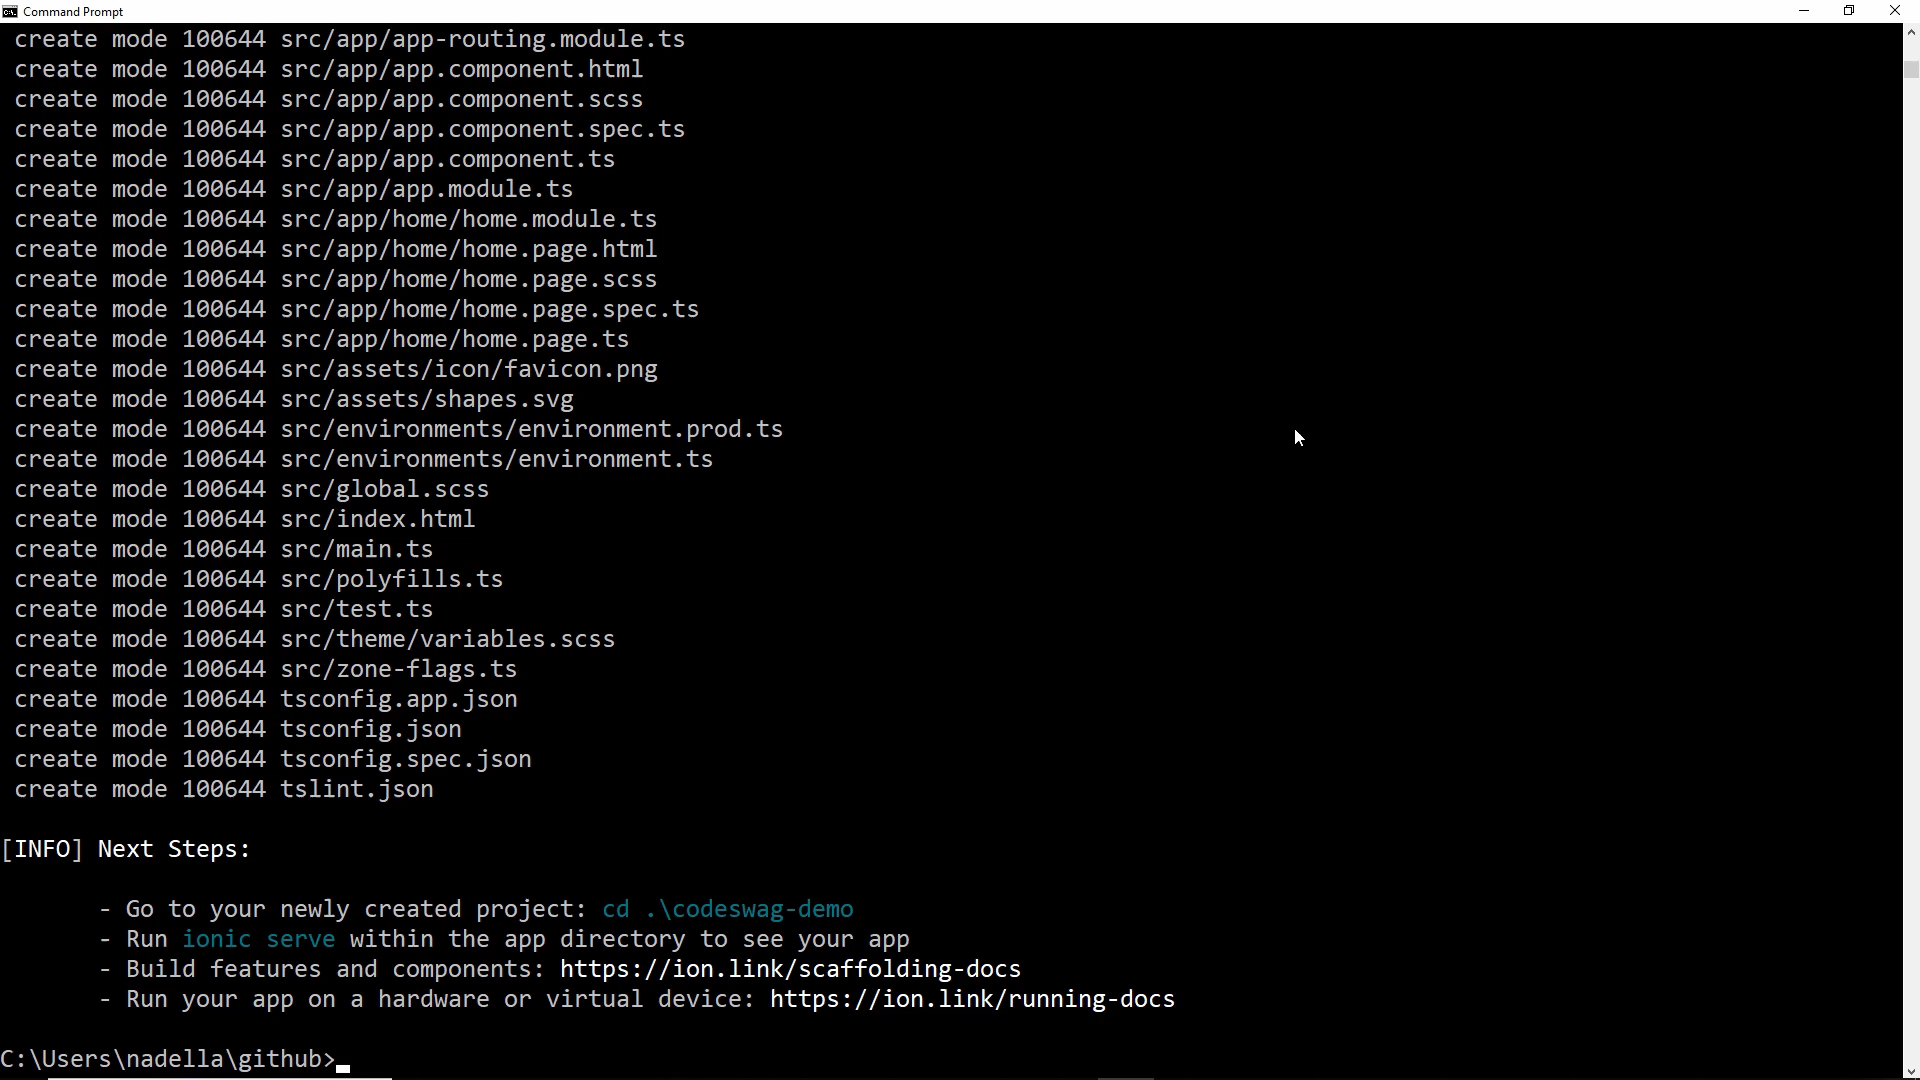 Command Prompt
create mode 100644 src/app/app-routing.module.ts
create mode 100644 src/app/app.component.html
create mode 100644 src/app/app.component.scss
create mode 100644 src/app/app.component.spec.ts
create mode 100644 src/app/app.component.ts
create mode 100644 src/app/app.module.ts
create mode 100644 src/app/home/home.module.ts
create mode 100644 src/app/home/home.page.html
create mode 100644 src/app/home/home.page.scss
create mode 100644 src/app/home/home.page.spec.ts
create mode 100644 src/app/home/home.page.ts
create mode 100644 src/assets/icon/favicon.png
create mode 100644 src/assets/shapes.svg
create mode 100644 src/environments/environment.prod.ts
create mode 100644 src/environments/environment.ts
create mode 100644 src/global.scss
create mode 100644 src/index.html
create mode 100644 src/main.ts
create mode 100644 src/polyfills.ts
create mode 100644 src/test.ts
create mode 100644 src/theme/variables.scss
create mode 100644 src/zone-flags.ts
create mode 100644 tsconfig.app.json
create mode 100644 tsconfig.json
create mode 100644 tsconfig.spec.json
create mode 100644 tslint.json
[INFO] Next Steps:
- Go to your newly created project: cd .\codeswag-demo
- Run ionic serve within the app directory to see your app
- Build features and components: https://ion.link/scaffolding-docs
- Run your app on a hardware or virtual device: https://ion.link/running-docs
C:\Users\nadella\github>